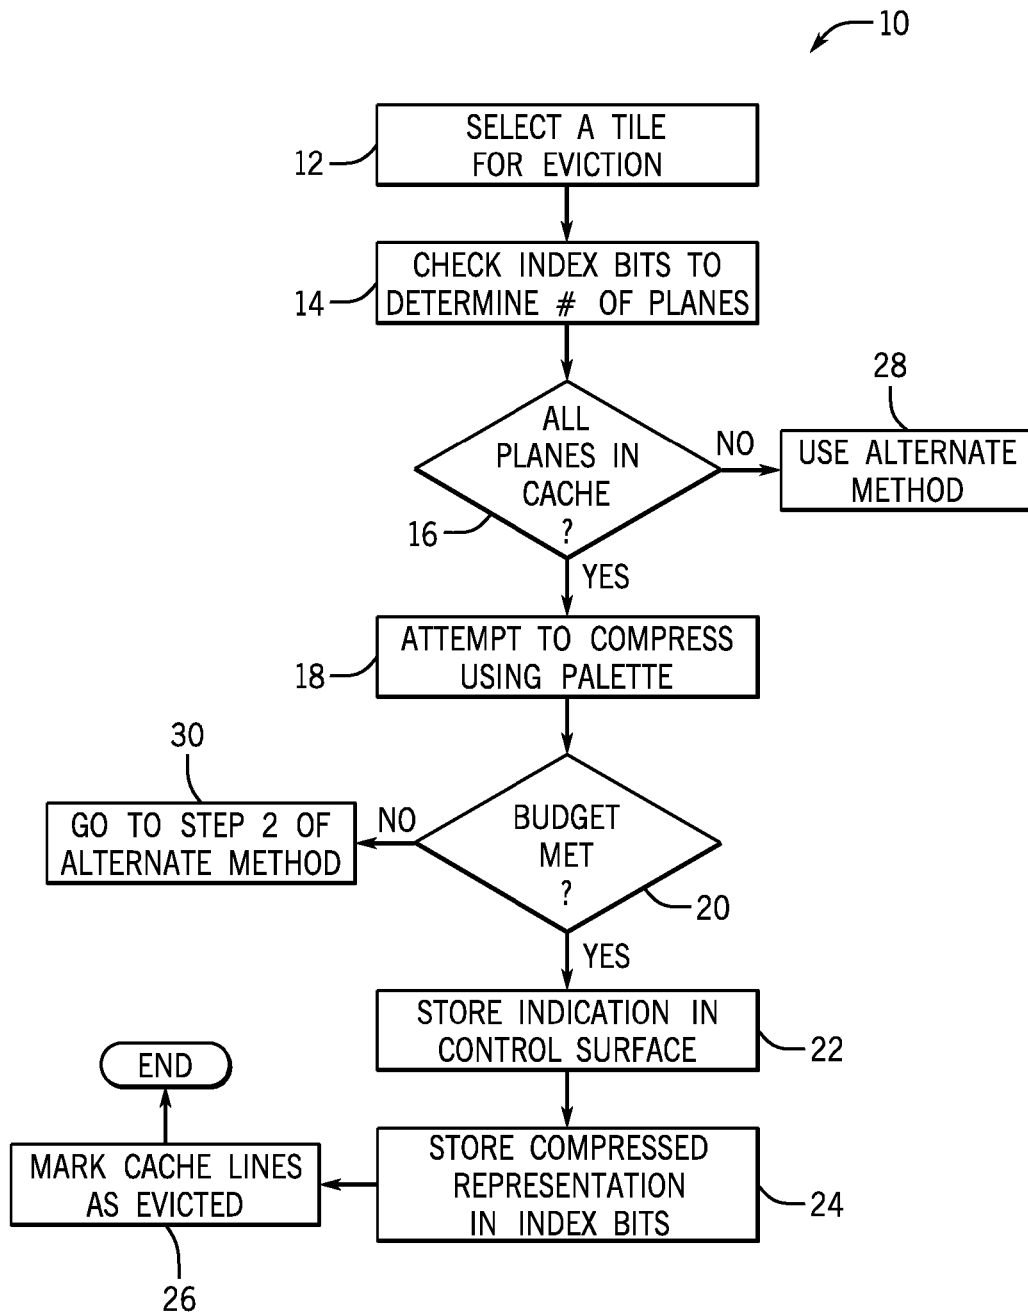 10
SELECT A TILE
FOR EVICTION
12
CHECK INDEX BITS TO
DETERMINE # OF PLANES
14
ALL
PLANES IN
CACHE
?
16
NO
28
USE ALTERNATE
METHOD
YES
ATTEMPT TO COMPRESS
USING PALETTE
18
30
GO TO STEP 2 OF
ALTERNATE METHOD
NO
BUDGET
MET
?
20
YES
STORE INDICATION IN
CONTROL SURFACE
22
END
MARK CACHE LINES
AS EVICTED
26
STORE COMPRESSED
REPRESENTATION
IN INDEX BITS
24